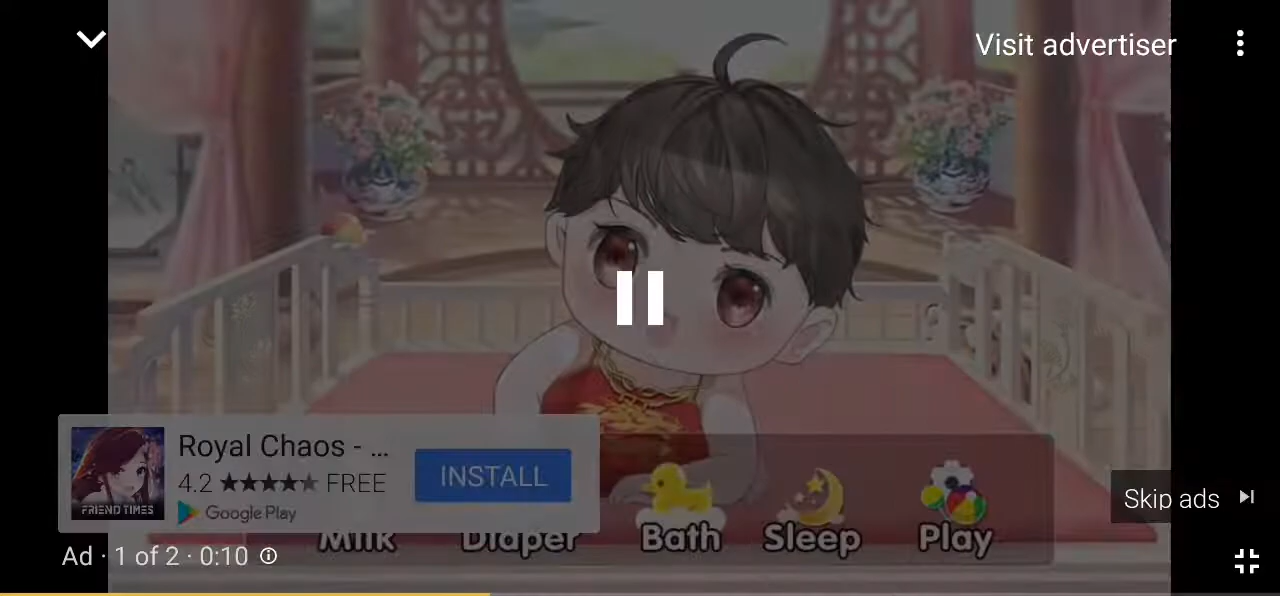 Visit advertiser
Royal Chaos - ...
4.2 FREE
INSTALL
FRIEND TIMES
Google Play
Skip ads
Milk Diaper Bath Sleep Play
Ad · 1 of 2 · 0:10